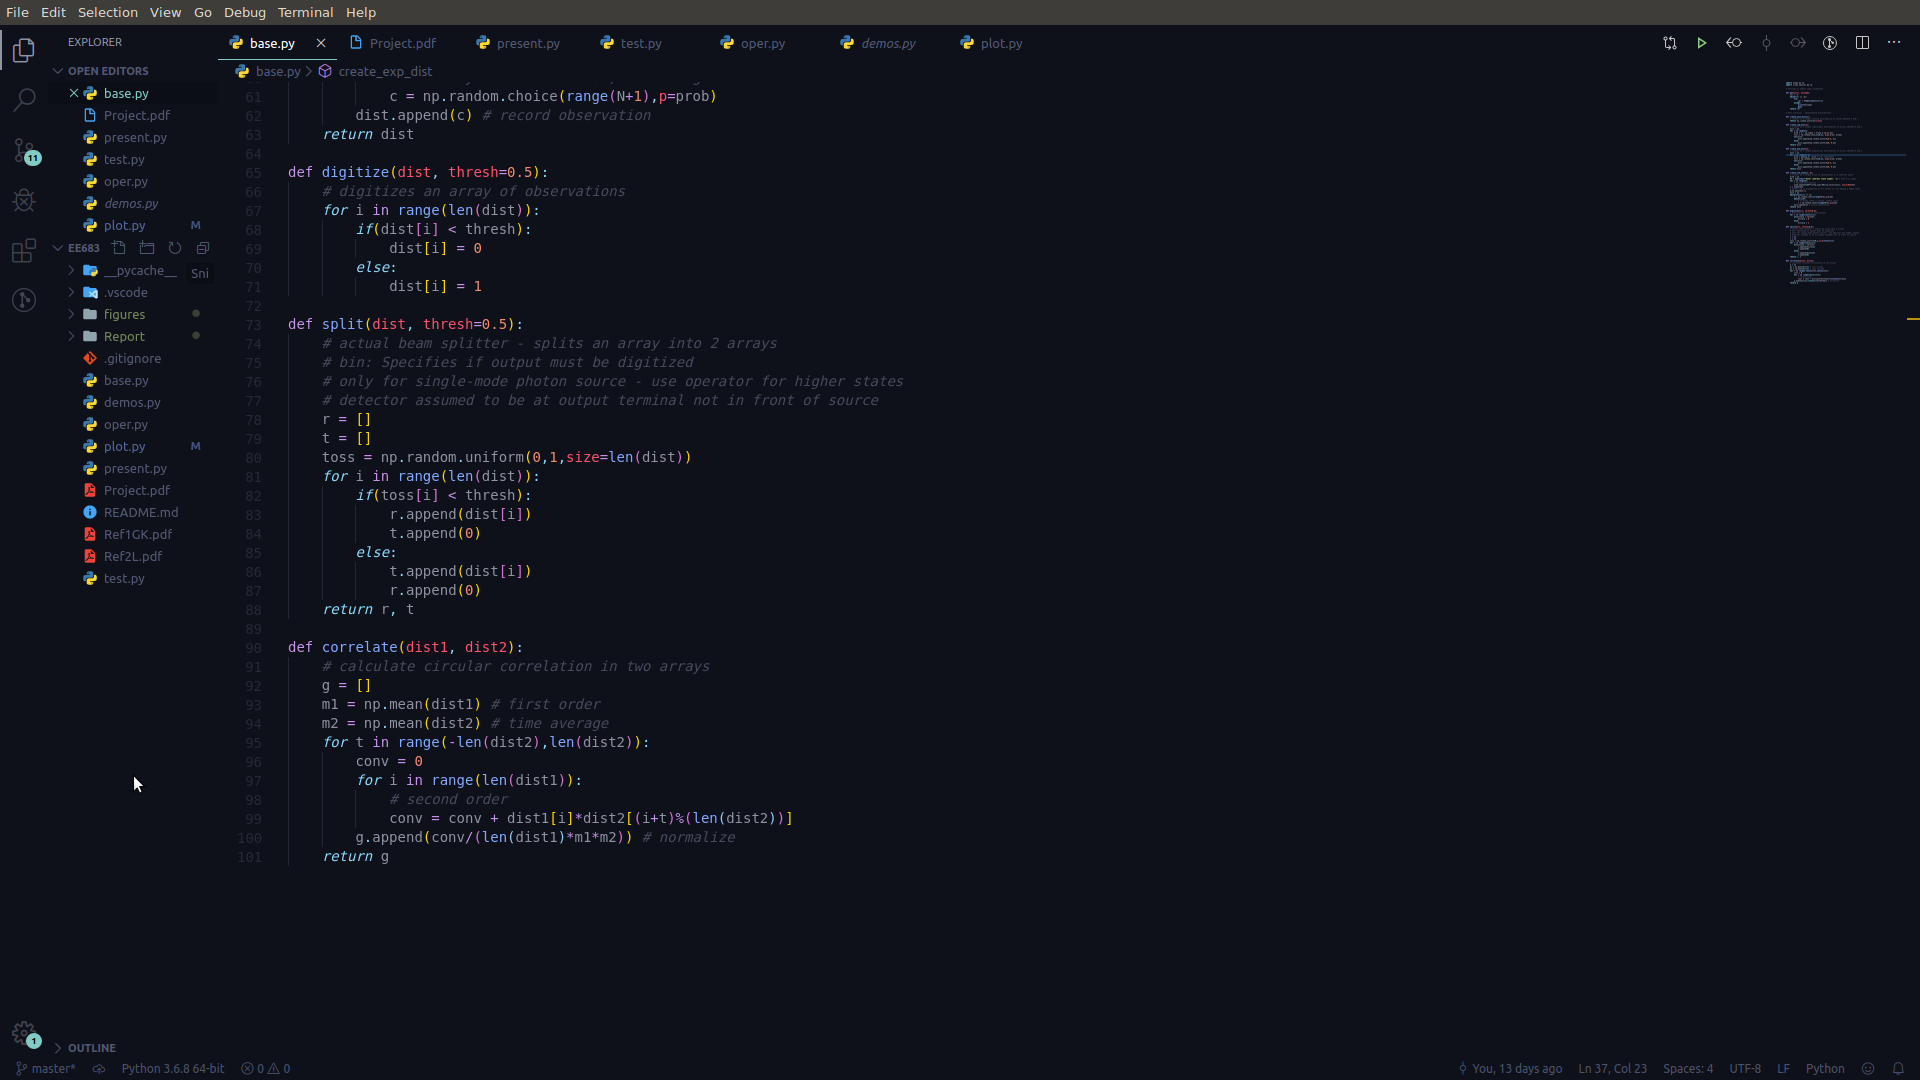 File Edit Selection View Go Debug Terminal Help
EXPLORER
OPEN EDITORS
base.py
Project.pdf
present.py
test.py
oper.py
demos.py
plot.py M
EE683
__pycache__
Sni
.vscode
figures
Report
.gitignore
base.py
demos.py
oper.py
plot.py M
present.py
Project.pdf
README.md
Ref1GK.pdf
Ref2L.pdf
test.py
OUTLINE
11
1
base.py Project.pdf present.py test.py oper.py demos.py plot.py
base.py > create_exp_dist
61 c = np.random.choice(range(N+1),p=prob)
62 dist.append(c) # record observation
63 return dist
64
65 def digitize(dist, thresh=0.5):
66 # digitizes an array of observations
67 for i in range(len(dist)):
68 if(dist[i] < thresh):
69 dist[i] = 0
70 else:
71 dist[i] = 1
72
73 def split(dist, thresh=0.5):
74 # actual beam splitter - splits an array into 2 arrays
75 # bin: Specifies if output must be digitized
76 # only for single-mode photon source - use operator for higher states
77 # detector assumed to be at output terminal not in front of source
78 r = []
79 t = []
80 toss = np.random.uniform(0,1,size=len(dist))
81 for i in range(len(dist)):
82 if(toss[i] < thresh):
83 r.append(dist[i])
84 t.append(0)
85 else:
86 t.append(dist[i])
87 r.append(0)
88 return r, t
89
90 def correlate(dist1, dist2):
91 # calculate circular correlation in two arrays
92 g = []
93 m1 = np.mean(dist1) # first order
94 m2 = np.mean(dist2) # time average
95 for t in range(-len(dist2),len(dist2)):
96 conv = 0
97 for i in range(len(dist1)):
98 # second order
99 conv = conv + dist1[i]*dist2[(i+t)%(len(dist2))]
100 g.append(conv/(len(dist1)*m1*m2)) # normalize
101 return g
master* Python 3.6.8 64-bit 0 0 You, 13 days ago Ln 37, Col 23 Spaces: 4 UTF-8 LF Python